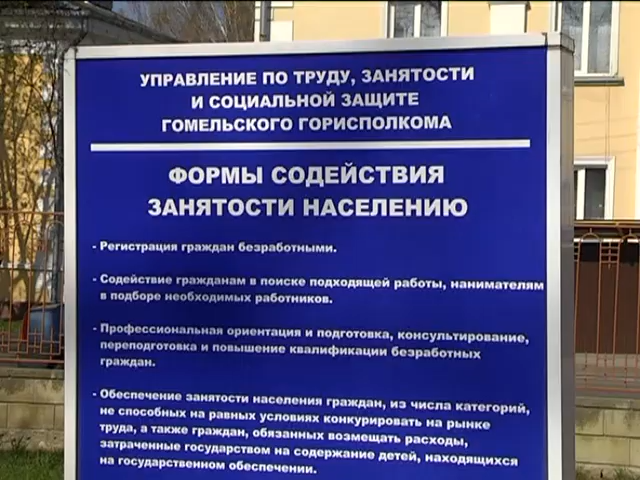 УПРАВЛЕНИЕ ПО ТРУДУ, ЗАНЯТОСТИ
И СОЦИАЛЬНОЙ ЗАЩИТЕ
ГОМЕЛЬСКОГО ГОРИСПОЛКОМА
ФОРМЫ СОДЕЙСТВИЯ
ЗАНЯТОСТИ НАСЕЛЕНИЮ
- Регистрация граждан безработными.
- Содействие гражданам в поиске подходящей работы, нанимателям
в подборе необходимых работников.
- Профессиональная ориентация и подготовка, консультирование,
переподготовка и повышение квалификации безработных
граждан.
- Обеспечение занятости населения граждан, из числа категорий,
не способных на равных условиях конкурировать на рынке
труда, а также граждан, обязанных возмещать расходы,
затраченные государством на содержание детей, находящихся
на государственном обеспечении.